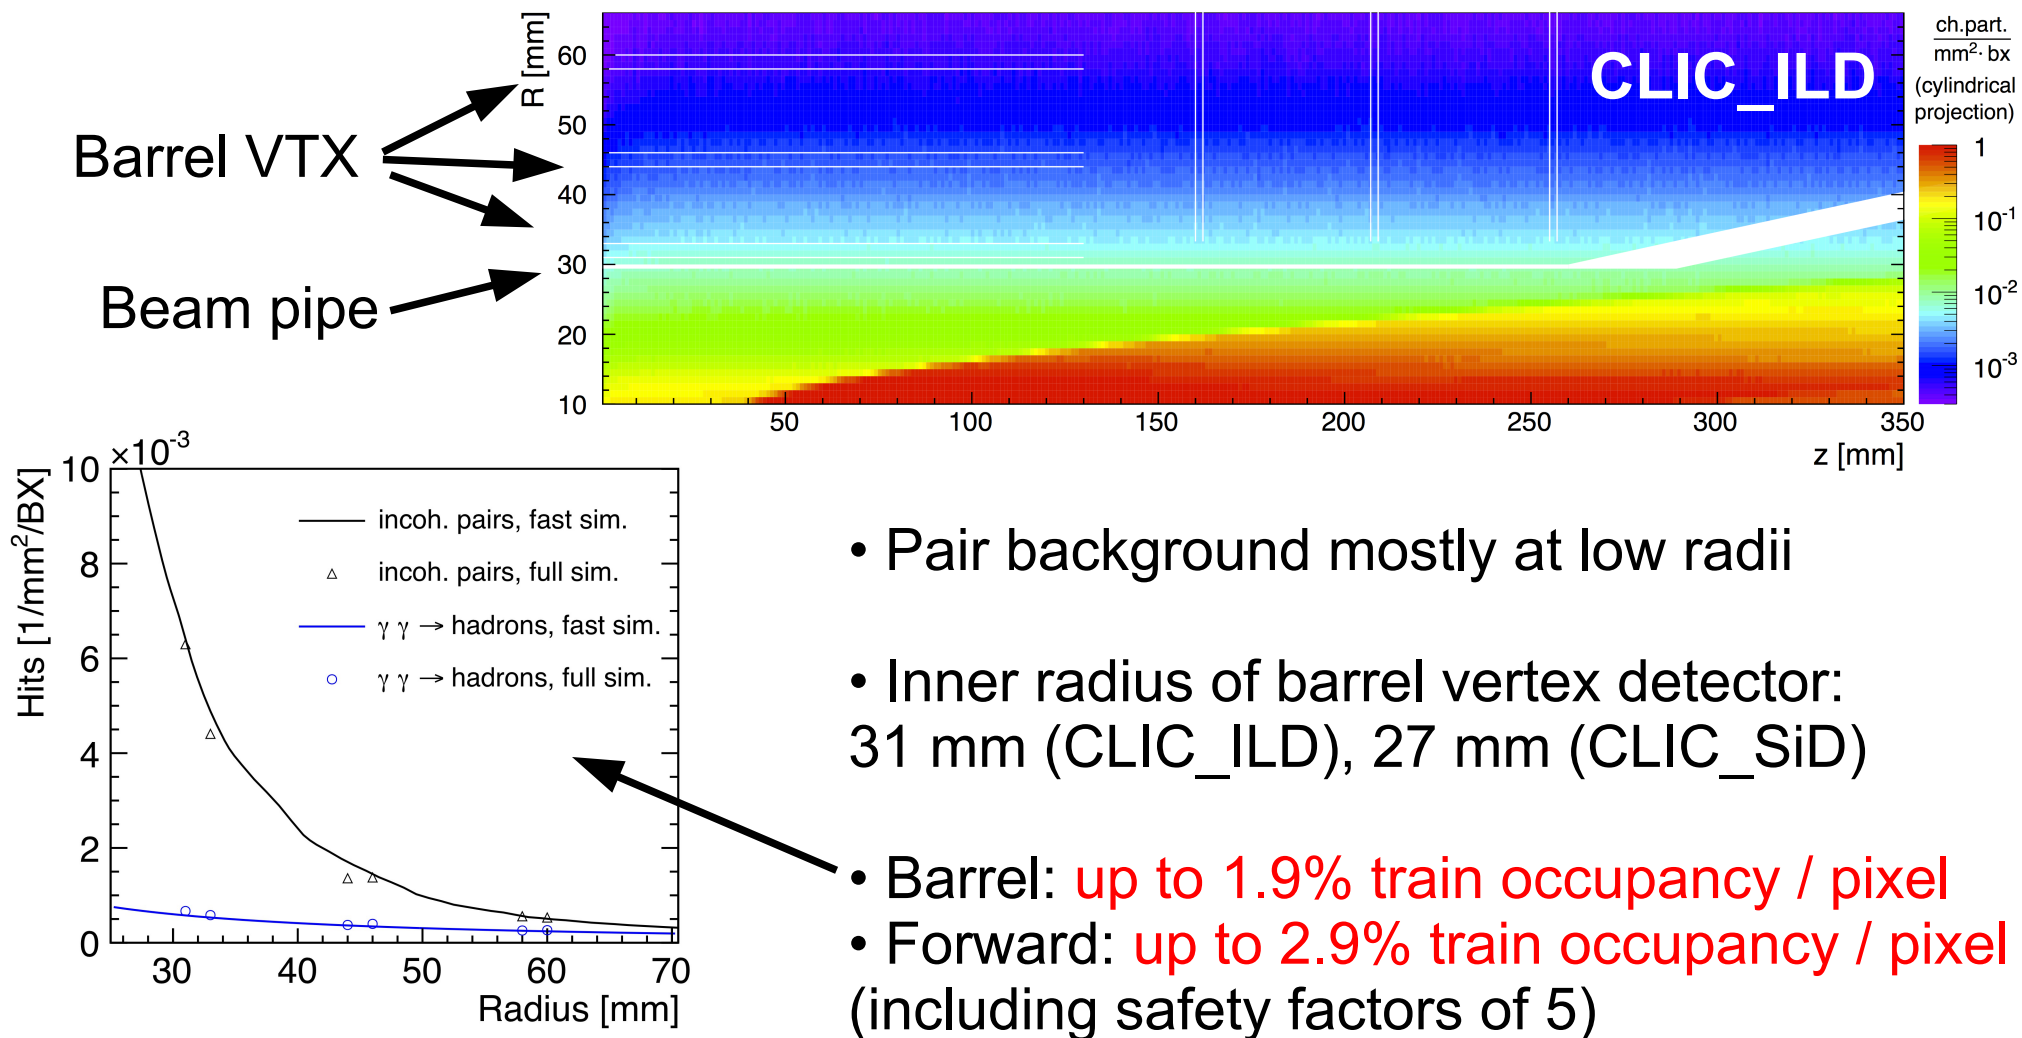 R [mm]
60
50
40
30
20
10
50 100 150 200 250 300 350
z [mm]
CLIC_ILD
ch.part.
mm²· bx
(cylindrical
projection)
1
10⁻¹
10⁻²
10⁻³
Barrel VTX
Beam pipe
×10⁻³
Hits [1/mm²/BX]
10
8
6
4
2
0
30 40 50 60 70
Radius [mm]
incoh. pairs, fast sim.
incoh. pairs, full sim.
γ γ → hadrons, fast sim.
γ γ → hadrons, full sim.
• Pair background mostly at low radii
• Inner radius of barrel vertex detector:
31 mm (CLIC_ILD), 27 mm (CLIC_SiD)
• Barrel: up to 1.9% train occupancy / pixel
• Forward: up to 2.9% train occupancy / pixel
(including safety factors of 5)